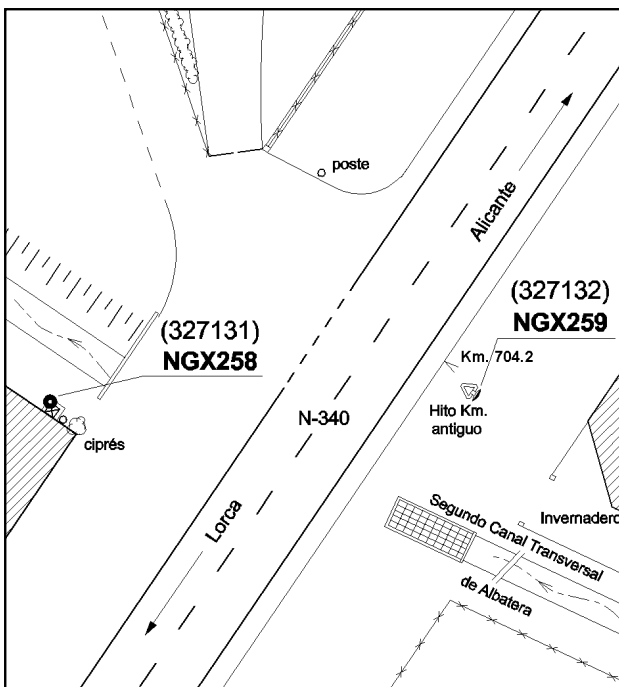 poste
Alicante
(327132)
NGX259
(327131)
NGX258
Km. 704.2
Hito Km.
antiguo
N-340
ciprés
Lorca
Segundo Canal Transversal
de Albatera
Invernadero